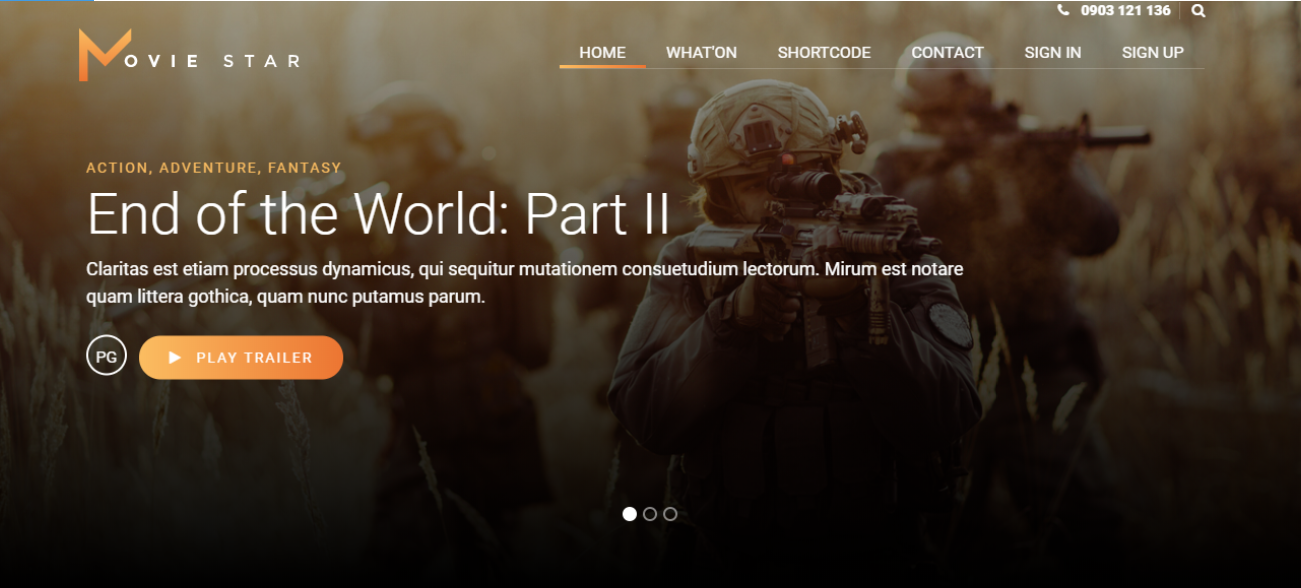 0903 121 136
MOVIE STAR
HOME WHAT'ON SHORTCODE CONTACT SIGN IN SIGN UP
ACTION, ADVENTURE, FANTASY
End of the World: Part II
Claritas est etiam processus dynamicus, qui sequitur mutationem consuetudium lectorum. Mirum est notare
quam littera gothica, quam nunc putamus parum.
PG PLAY TRAILER